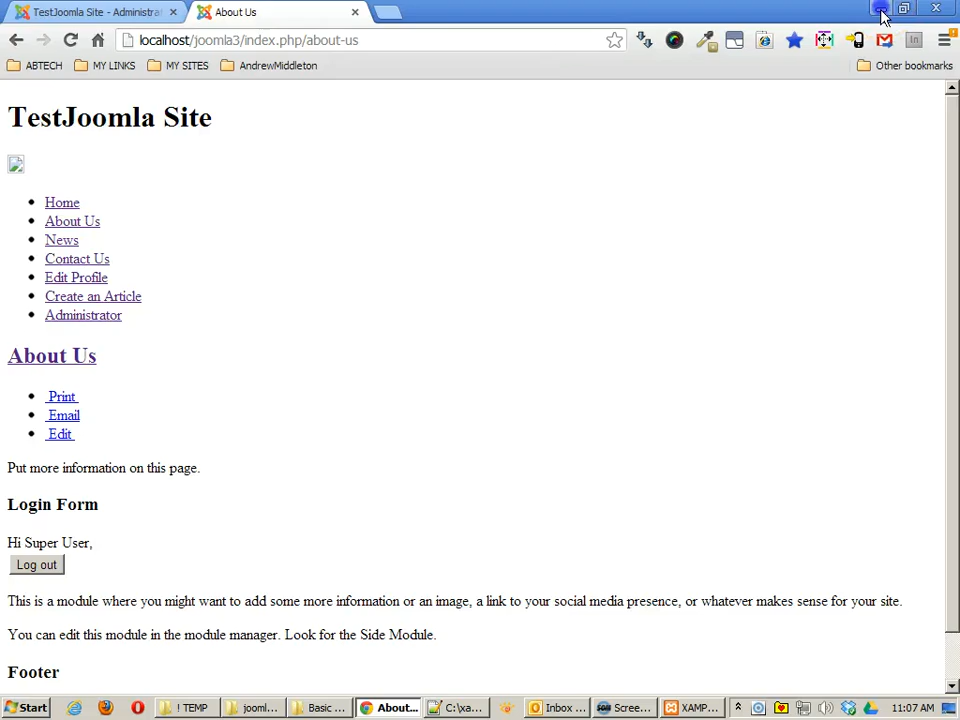 TestJoomla Site - Administra
About Us
localhost/joomla3/index.php/about-us
ABTECH
MY LINKS
MY SITES
AndrewMiddleton
Other bookmarks
TestJoomla Site
Home
About Us
News
Contact Us
Edit Profile
Create an Article
Administrator
About Us
Print
Email
Edit
Put more information on this page.
Login Form
Hi Super User,
Log out
This is a module where you might want to add some more information or an image, a link to your social media presence, or whatever makes sense for your site.
You can edit this module in the module manager. Look for the Side Module.
Footer
Start
! TEMP
jooml...
Basic ...
About...
C:\xa...
Inbox ...
Scree...
XAMP...
11:07 AM